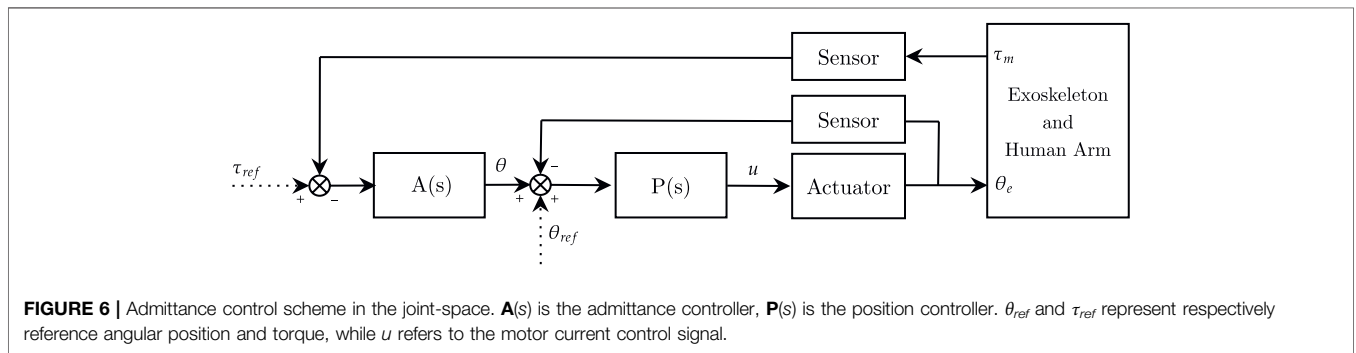 Sensor
τm
Sensor
Exoskeleton
and
Human Arm
τref
+
−
A(s)
θ
−
+
+
P(s)
u
Actuator
θe
θref
FIGURE 6 | Admittance control scheme in the joint-space. A(s) is the admittance controller, P(s) is the position controller. θref and τref represent respectively
reference angular position and torque, while u refers to the motor current control signal.